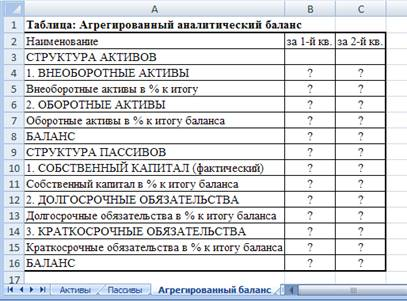 A B C
1 Таблица: Агрегированный аналитический баланс
2 Наименование за 1-й кв. за 2-й кв.
3 СТРУКТУРА АКТИВОВ ? ?
4 1. ВНЕОБОРОТНЫЕ АКТИВЫ ? ?
5 Внеоборотные активы в % к итогу ? ?
6 2. ОБОРОТНЫЕ АКТИВЫ ? ?
7 Оборотные активы в % к итогу баланса ? ?
8 БАЛАНС ? ?
9 СТРУКТУРА ПАССИВОВ ? ?
10 1. СОБСТВЕННЫЙ КАПИТАЛ (фактический) ? ?
11 Собственный капитал в % к итогу баланса ? ?
12 2. ДОЛГОСРОЧНЫЕ ОБЯЗАТЕЛЬСТВА ? ?
13 Долгосрочные обязательства в % к итогу баланса ? ?
14 3. КРАТКОСРОЧНЫЕ ОБЯЗАТЕЛЬСТВА ? ?
15 Краткосрочные обязательства в % к итогу баланса ? ?
16 БАЛАНС ? ?
17
Активы Пассивы Агрегированный баланс